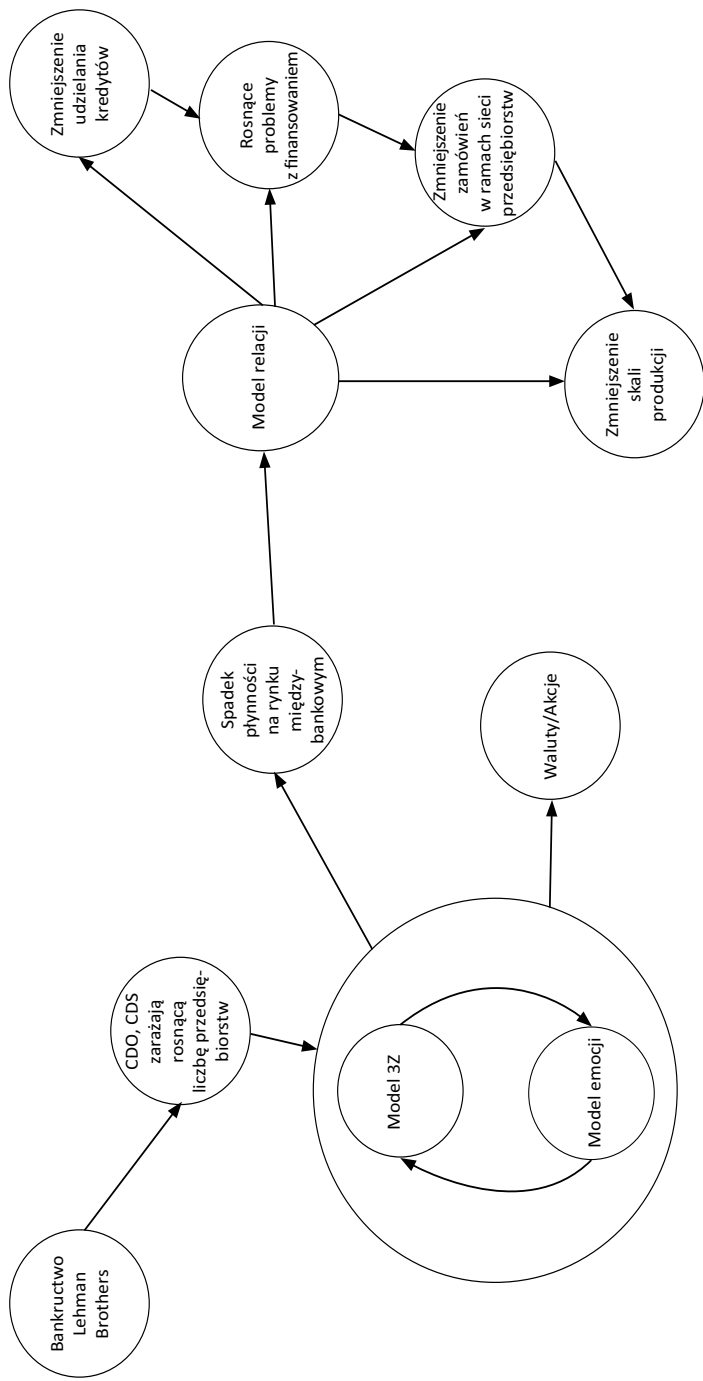 Bankructwo
Lehman
Brothers
CDO, CDS
zarażają
rosnącą
liczbę przedsię-
biorstw
Model 3Z
Model emocji
Spadek
płynności
na rynku
między-
bankowym
Waluty/Akcje
Model relacji
Zmniejszenie
udzielania
kredytów
Rosnące
problemy
z finansowaniem
Zmniejszenie
zamówień
w ramach sieci
przedsiębiorstw
Zmniejszenie
skali
produkcji